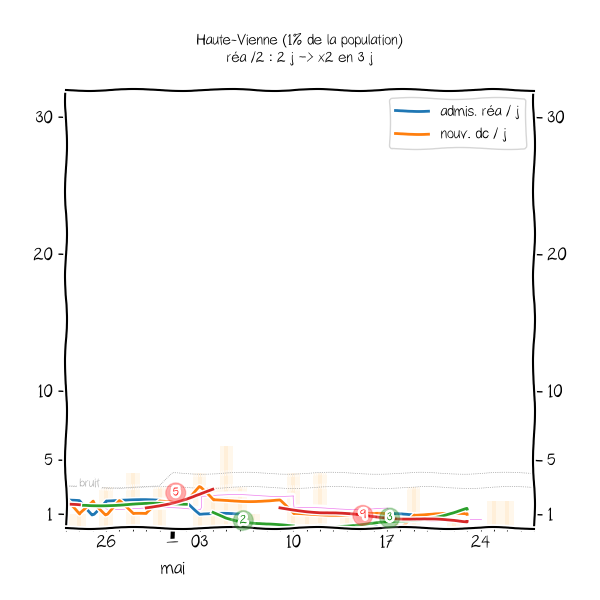 Haute-Vienne (1% de la population)
réa /2 : 2 j -> x2 en 3 j
admis. réa / j
nouv. dc / j
30 30
20 20
10 10
5 5
bruit
5
9 3
2
1 1
26 03 10 17 24
mai